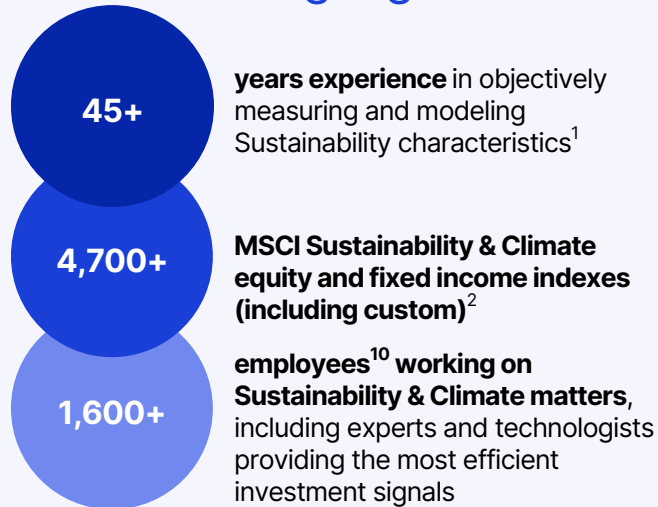 45+
years experience in objectively
measuring and modeling
Sustainability characteristics¹
4,700+
MSCI Sustainability & Climate
equity and fixed income indexes
(including custom)²
1,600+
employees¹⁰ working on
Sustainability & Climate matters,
including experts and technologists
providing the most efficient
investment signals